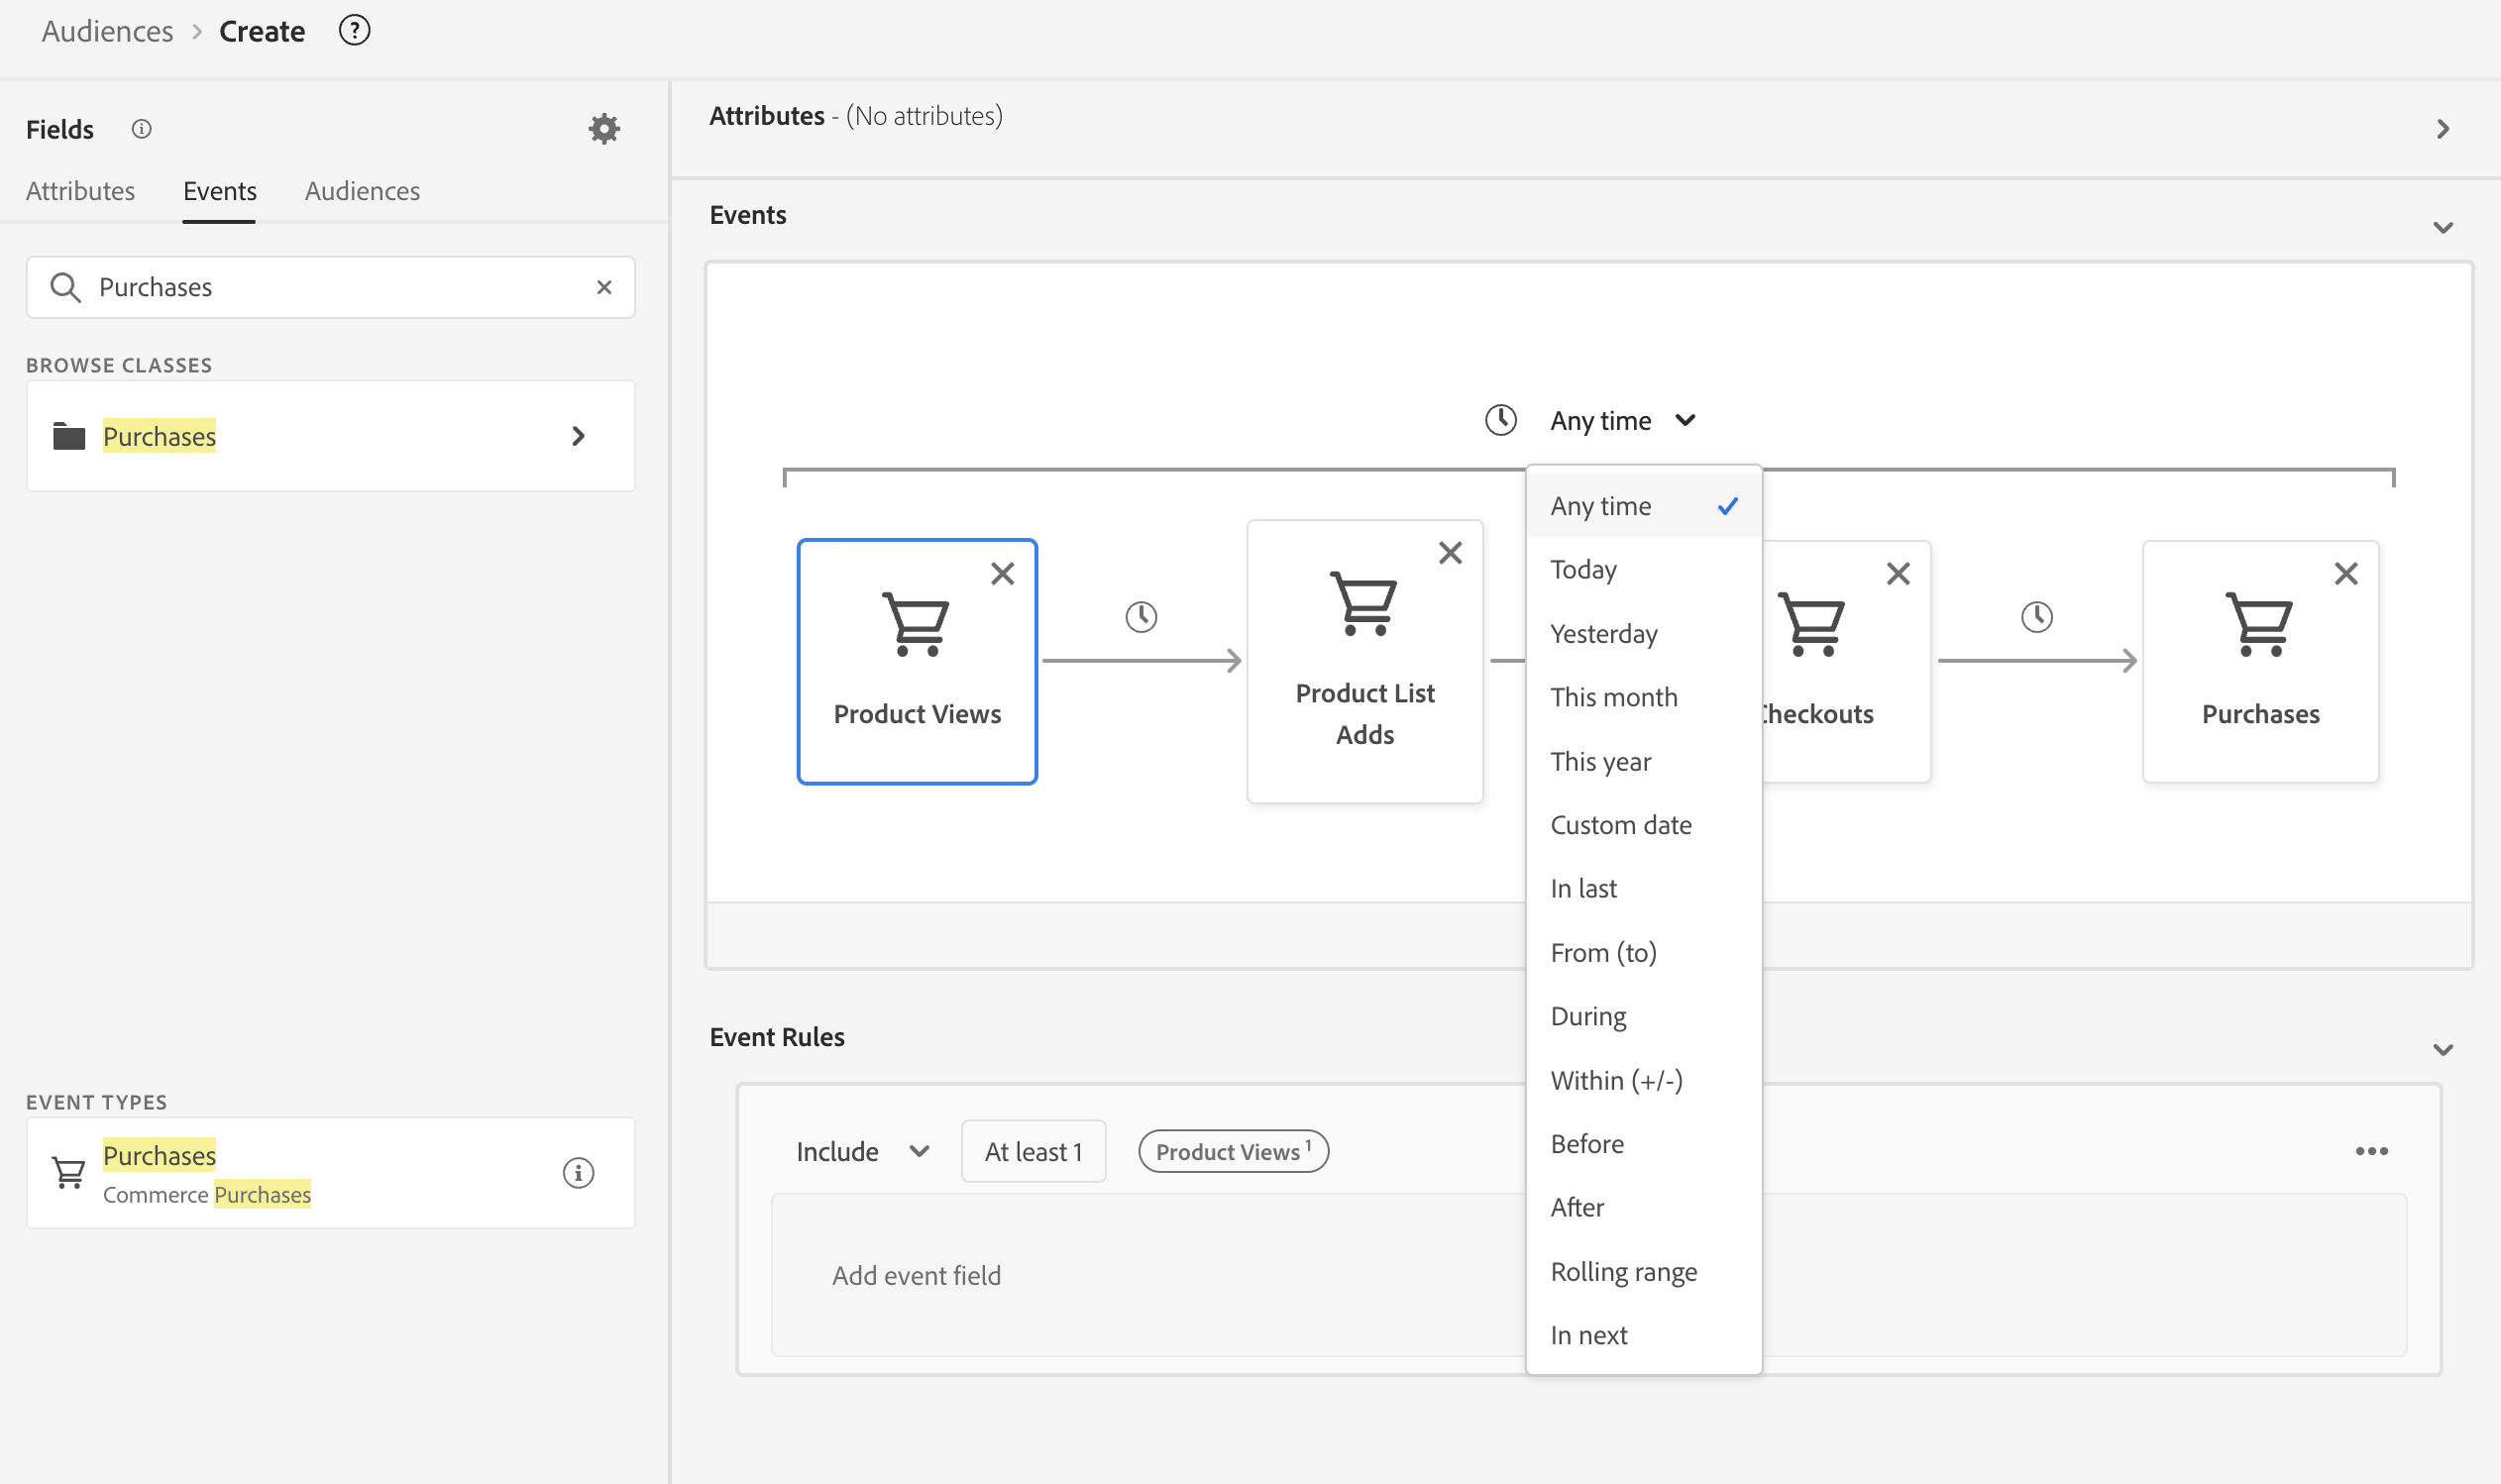 Audiences > Create ?
Fields
Attributes Events Audiences
Purchases
BROWSE CLASSES
Purchases
EVENT TYPES
Purchases
Commerce Purchases
Attributes - (No attributes)
Events
Any time
Any time
Today
Yesterday
This month
This year
Custom date
In last
From (to)
During
Within (+/-)
Before
After
Rolling range
In next
Product Views
Product List
Adds
Checkouts
Purchases
Event Rules
Include At least 1 Product Views 1
Add event field